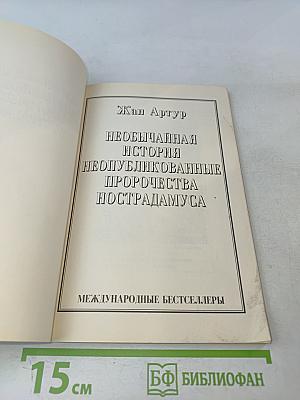 Жан Артур
НЕОБЫЧАЙНАЯ
ИСТОРИЯ
НЕОПУБЛИКОВАННЫЕ
ПРОРОЧЕСТВА
НОСТРАДАМУСА
МЕЖДУНАРОДНЫЕ БЕСТСЕЛЛЕРЫ
15 см
БФ БИБЛИОФАН